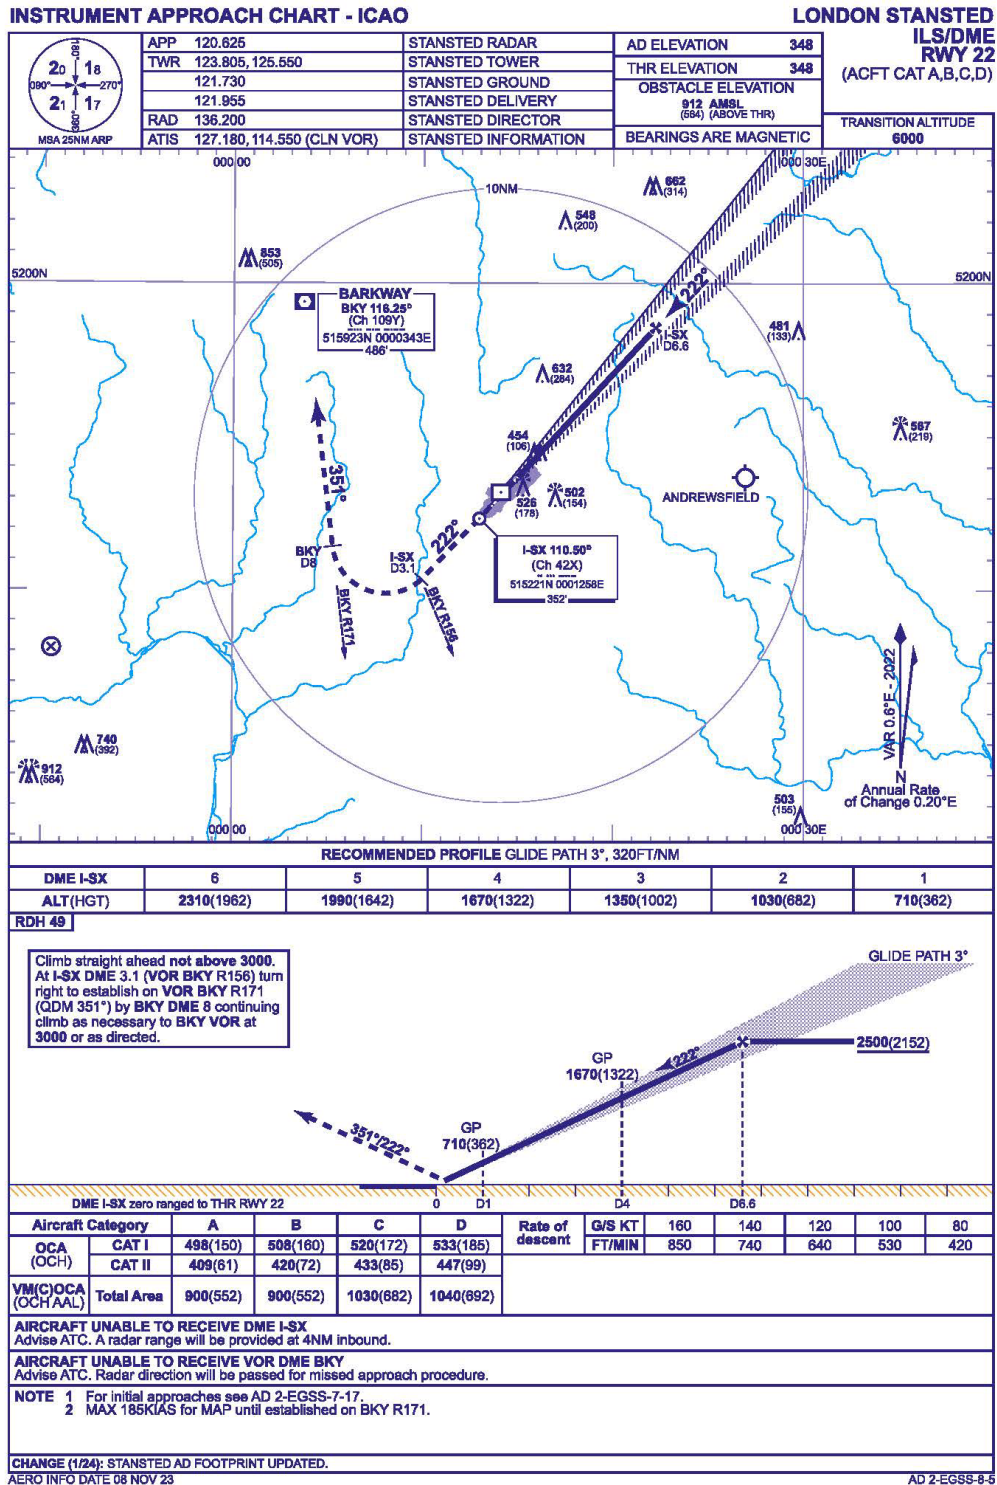 INSTRUMENT APPROACH CHART - ICAO
LONDON STANSTED
ILS/DME
RWY 22
(ACFT CAT A,B,C,D)
180°
20 18
090° 270°
21 17
360°
MSA 25NM ARP
APP 120.625 STANSTED RADAR
TWR 123.805, 125.550 STANSTED TOWER
121.730 STANSTED GROUND
121.955 STANSTED DELIVERY
RAD 136.200 STANSTED DIRECTOR
ATIS 127.180, 114.550 (CLN VOR) STANSTED INFORMATION
AD ELEVATION 348
THR ELEVATION 348
OBSTACLE ELEVATION
912 AMSL
(564) (ABOVE THR)
BEARINGS ARE MAGNETIC
TRANSITION ALTITUDE
6000
000 00
000 30E
10NM
662
(314)
548
(200)
853
(505)
5200N
5200N
222°
BARKWAY
BKY 116.25°
(Ch 109Y)
515923N 0000343E
486'
I-SX
D6.6
481
(133)
632
(284)
587
(219)
454
(106)
351°
526
(178)
502
(154)
ANDREWSFIELD
222°
BKY
D8
I-SX
D3.1
I-SX 110.50°
(Ch 42X)
515221N 0001258E
352'
BKY R171
BKY R156
VAR 0.6°E - 2022
740
(392)
912
(564)
N
Annual Rate
of Change 0.20°E
503
(155)
000 00
000 30E
RECOMMENDED PROFILE GLIDE PATH 3°, 320FT/NM
DME I-SX 6 5 4 3 2 1
ALT(HGT) 2310(1962) 1990(1642) 1670(1322) 1350(1002) 1030(682) 710(362)
RDH 49
Climb straight ahead not above 3000.
At I-SX DME 3.1 (VOR BKY R156) turn
right to establish on VOR BKY R171
(QDM 351°) by BKY DME 8 continuing
climb as necessary to BKY VOR at
3000 or as directed.
GLIDE PATH 3°
2500(2152)
222°
GP
1670(1322)
GP
710(362)
351°/222°
DME I-SX zero ranged to THR RWY 22
0 D1 D4 D6.6
Aircraft Category A B C D Rate of descent G/S KT 160 140 120 100 80
OCA (OCH) CAT I 498(150) 508(160) 520(172) 533(185) FT/MIN 850 740 640 530 420
CAT II 409(61) 420(72) 433(85) 447(99)
VM(C)OCA (OCH AAL) Total Area 900(552) 900(552) 1030(682) 1040(692)
AIRCRAFT UNABLE TO RECEIVE DME I-SX
Advise ATC. A radar range will be provided at 4NM inbound.
AIRCRAFT UNABLE TO RECEIVE VOR DME BKY
Advise ATC. Radar direction will be passed for missed approach procedure.
NOTE 1 For initial approaches see AD 2-EGSS-7-17.
2 MAX 185KIAS for MAP until established on BKY R171.
CHANGE (1/24): STANSTED AD FOOTPRINT UPDATED.
AERO INFO DATE 08 NOV 23
AD 2-EGSS-8-5